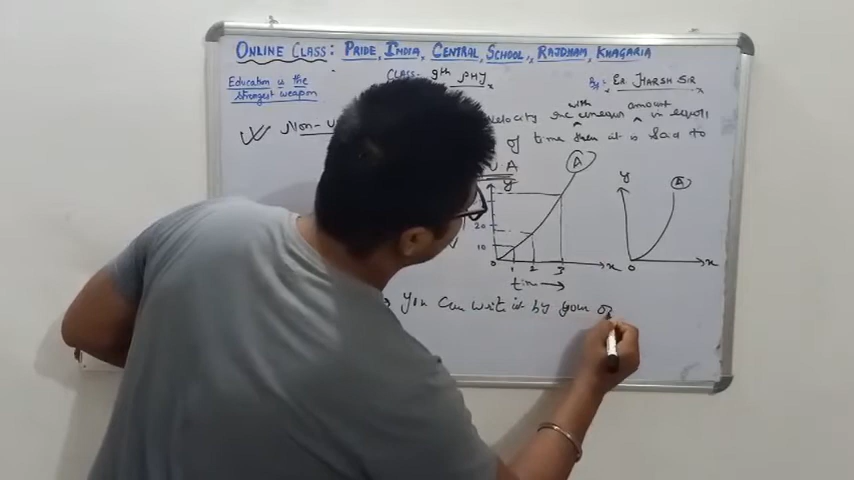 ONLINE CLASS: PRIDE, INDIA, CENTRAL, SCHOOL, RAJDHAM, KHAGARIA
Education is the
strongest weapon
CLASS- 9th PHY
By:- Er. HARSH SIR
with amount
Non-U velocity in equal
of time then it is said to
U.A
y
20
10
0 1 2 3 x
time →
A
y
A
0 x
You can write it by your o